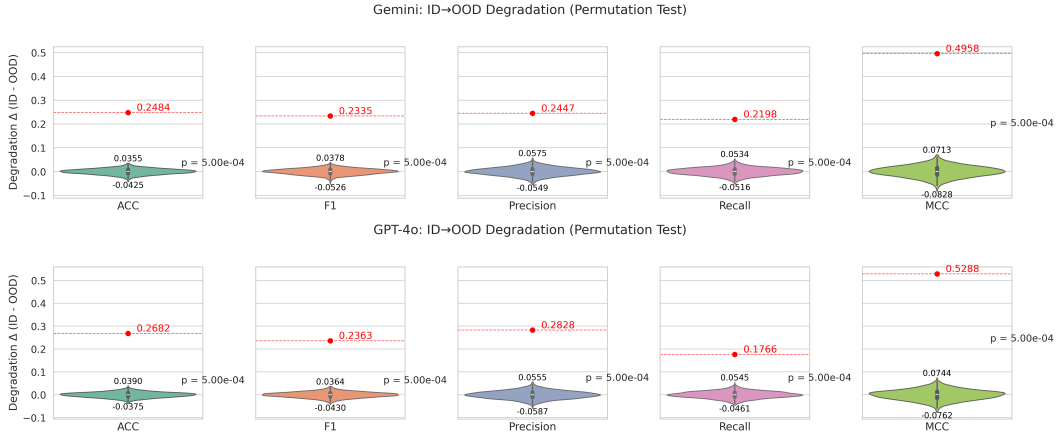 Gemini: ID→OOD Degradation (Permutation Test)
Degradation Δ (ID - OOD)
0.5
0.4
0.3
0.2
0.1
0.0
−0.1
0.2484
0.0355
p = 5.00e-04
-0.0425
ACC
0.2335
0.0378
p = 5.00e-04
-0.0526
F1
0.2447
0.0575
p = 5.00e-04
-0.0549
Precision
0.2198
0.0534
p = 5.00e-04
-0.0516
Recall
0.4958
p = 5.00e-04
0.0713
-0.0828
MCC
GPT-4o: ID→OOD Degradation (Permutation Test)
Degradation Δ (ID - OOD)
0.5
0.4
0.3
0.2
0.1
0.0
−0.1
0.2682
0.0390
p = 5.00e-04
-0.0375
ACC
0.2363
0.0364
p = 5.00e-04
-0.0430
F1
0.2828
0.0555
p = 5.00e-04
-0.0587
Precision
0.1766
0.0545
p = 5.00e-04
-0.0461
Recall
0.5288
p = 5.00e-04
0.0744
-0.0762
MCC